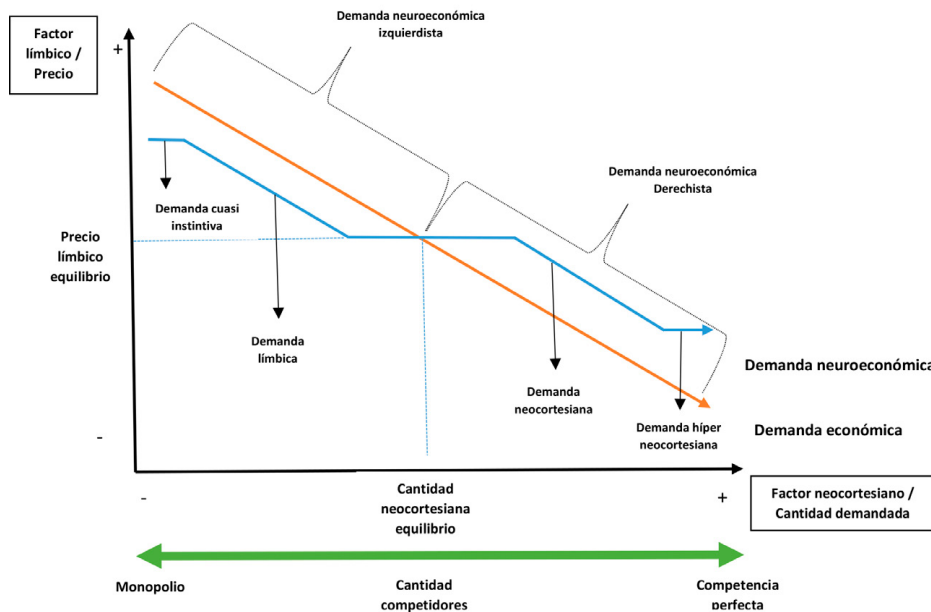 Factor
límbico /
Precio
+
Demanda neuroeconómica
izquierdista
Demanda neuroeconómica
Derechista
Demanda cuasi
instintiva
Precio
límbico
equilibrio
Demanda
límbica
Demanda
neocortesiana
Demanda híper
neocortesiana
Demanda neuroeconómica
Demanda económica
-
-
Cantidad
neocortesiana
equilibrio
+
Factor neocortesiano /
Cantidad demandada
Monopolio
Cantidad
competidores
Competencia
perfecta